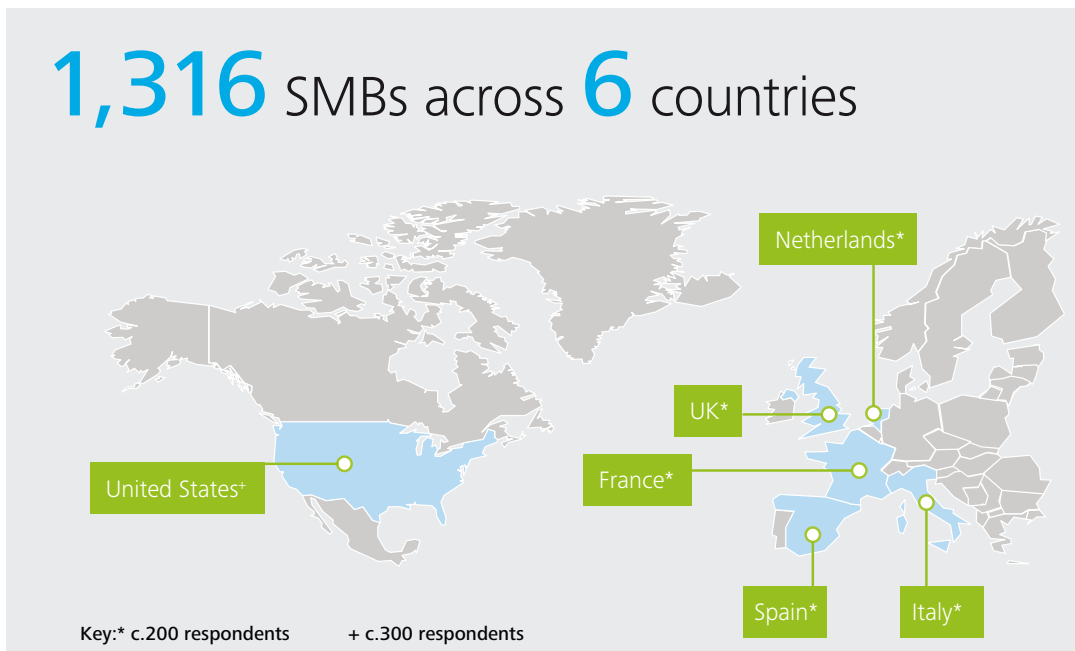 1,316 SMBs across 6 countries
Netherlands*
UK*
France*
United States+
Spain*
Italy*
Key:* c.200 respondents + c.300 respondents